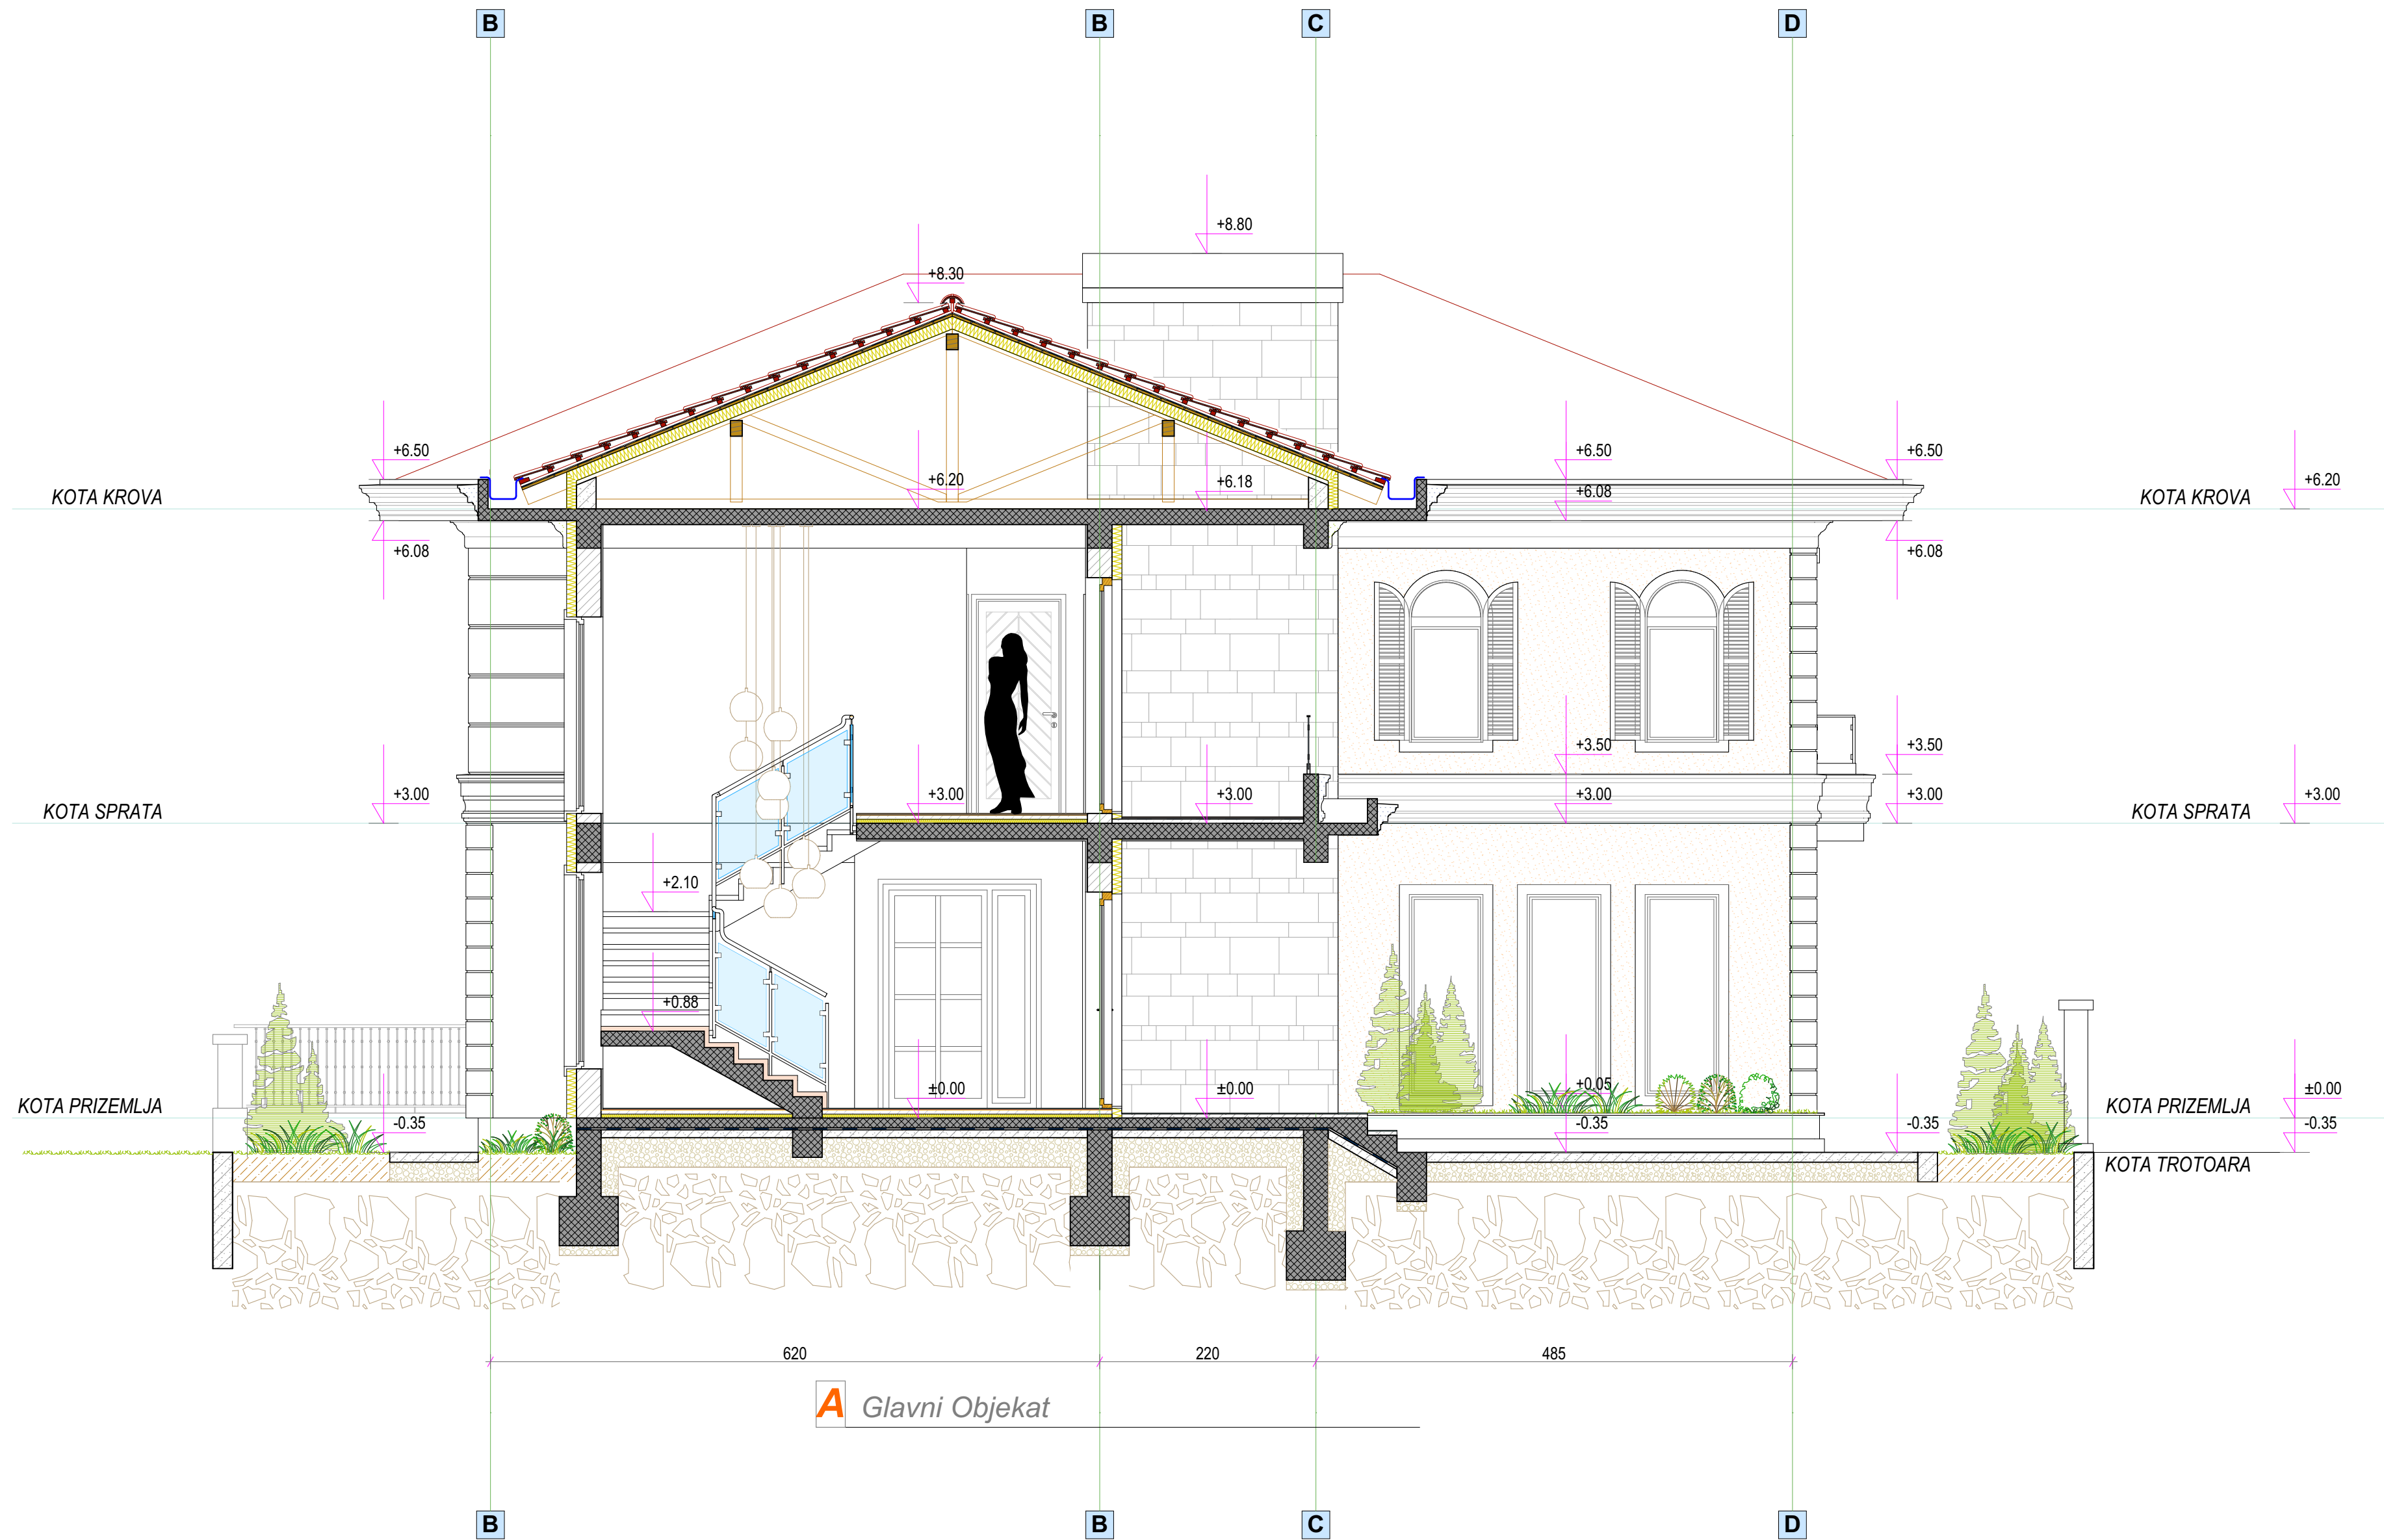 B B C D
+8.80
+8.30
+6.50 +6.50 +6.50
KOTA KROVA +6.20 +6.18 +6.08 KOTA KROVA +6.20
+6.08 +6.08
+3.50 +3.50
KOTA SPRATA +3.00 +3.00 +3.00 +3.00 +3.00 KOTA SPRATA +3.00
+2.10
+0.88
KOTA PRIZEMLJA ±0.00 ±0.00 +0.05 KOTA PRIZEMLJA ±0.00
-0.35 -0.35 -0.35 -0.35
KOTA TROTOARA
620 220 485
A Glavni Objekat
B B C D